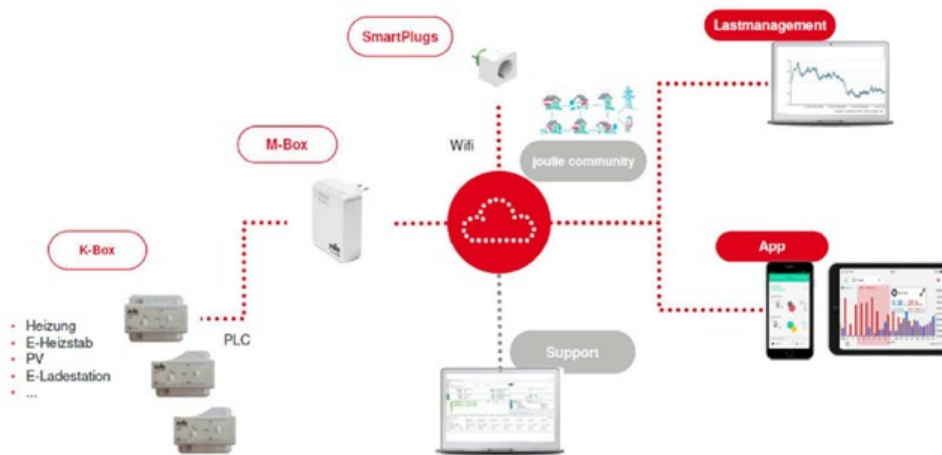 SmartPlugs
Lastmanagement
M-Box
Wifi
joulie community
K-Box
App
• Heizung
• E-Heizstab
• PV
• E-Ladestation
• ...
PLC
Support